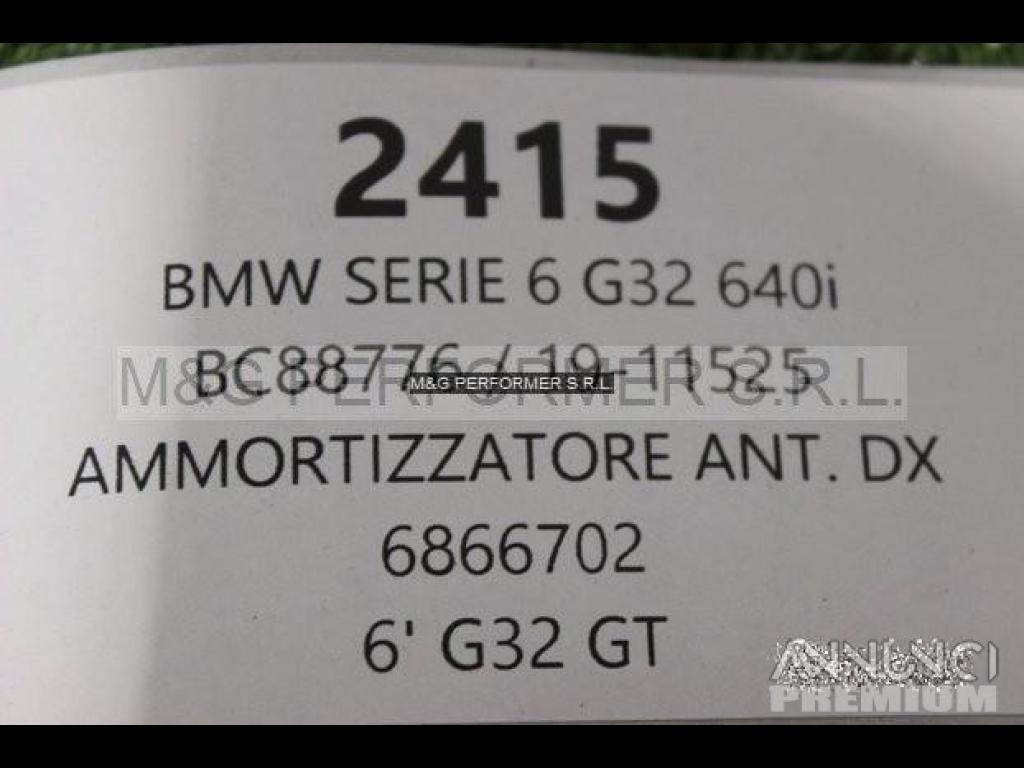 2415
BMW SERIE 6 G32 640i
BC88776 / 19-11525
M&G PERFORMER S.R.L.
M&G PERFORMER S.R.L.
AMMORTIZZATORE ANT. DX
6866702
6' G32 GT
ANNUNCI
PREMIUM